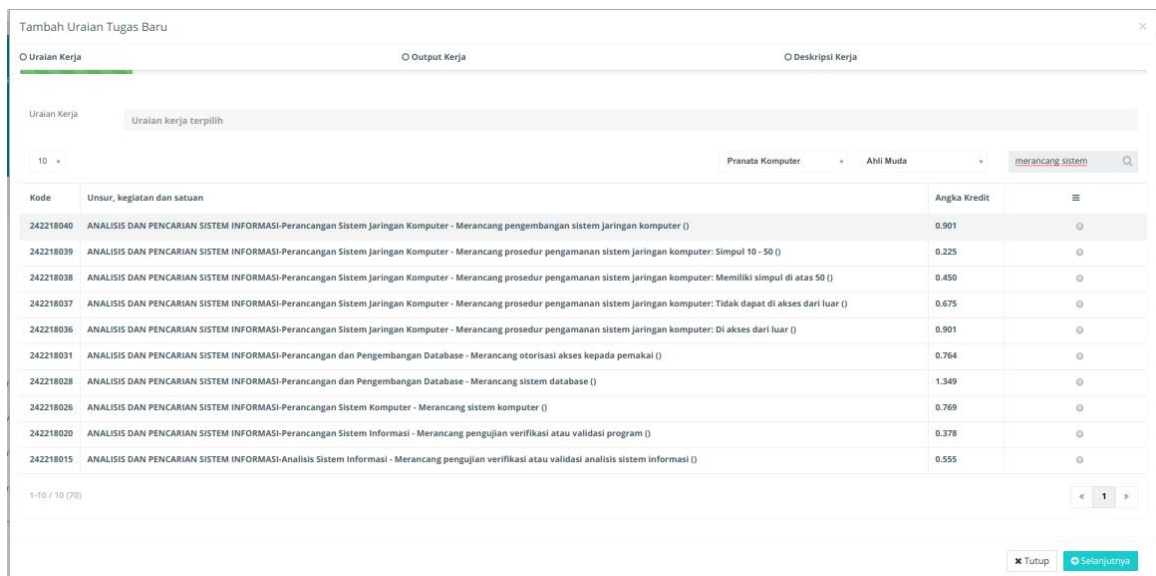 Tambah Uraian Tugas Baru ×
Uraian Kerja Output Kerja Deskripsi Kerja
Uraian Kerja Uraian kerja terpilih
10 Pranata Komputer Ahli Muda merancang sistem
Kode Unsur, kegiatan dan satuan Angka Kredit
242218040 ANALISIS DAN PENCARIAN SISTEM INFORMASI-Perancangan Sistem Jaringan Komputer - Merancang pengembangan sistem jaringan komputer () 0.901
242218039 ANALISIS DAN PENCARIAN SISTEM INFORMASI-Perancangan Sistem Jaringan Komputer - Merancang prosedur pengamanan sistem jaringan komputer: Simpul 10 - 50 () 0.225
242218038 ANALISIS DAN PENCARIAN SISTEM INFORMASI-Perancangan Sistem Jaringan Komputer - Merancang prosedur pengamanan sistem jaringan komputer: Memiliki simpul di atas 50 () 0.450
242218037 ANALISIS DAN PENCARIAN SISTEM INFORMASI-Perancangan Sistem Jaringan Komputer - Merancang prosedur pengamanan sistem jaringan komputer: Tidak dapat di akses dari luar () 0.675
242218036 ANALISIS DAN PENCARIAN SISTEM INFORMASI-Perancangan Sistem Jaringan Komputer - Merancang prosedur pengamanan sistem jaringan komputer: Di akses dari luar () 0.901
242218031 ANALISIS DAN PENCARIAN SISTEM INFORMASI-Perancangan dan Pengembangan Database - Merancang otorisasi akses kepada pemakai () 0.764
242218028 ANALISIS DAN PENCARIAN SISTEM INFORMASI-Perancangan dan Pengembangan Database - Merancang sistem database () 1.349
242218026 ANALISIS DAN PENCARIAN SISTEM INFORMASI-Perancangan Sistem Komputer - Merancang sistem komputer () 0.769
242218020 ANALISIS DAN PENCARIAN SISTEM INFORMASI-Perancangan Sistem Informasi - Merancang pengujian verifikasi atau validasi program () 0.378
242218015 ANALISIS DAN PENCARIAN SISTEM INFORMASI-Analisis Sistem Informasi - Merancang pengujian verifikasi atau validasi analisis sistem informasi () 0.555
1-10 / 10 (70) « 1 »
Tutup Selanjutnya